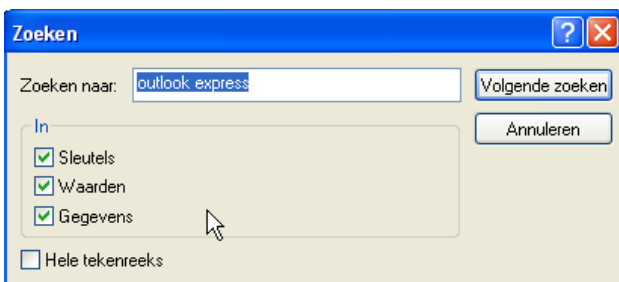 Zoeken
Zoeken naar: outlook express Volgende zoeken
In Annuleren
Sleutels
Waarden
Gegevens
Hele tekenreeks